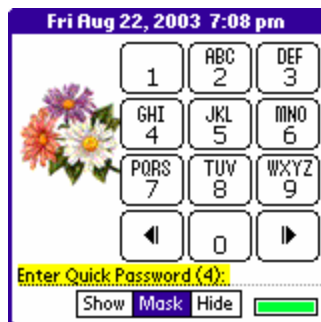 Fri Aug 22, 2003 7:08 pm
1 ABC 2 DEF 3
GHI 4 JKL 5 MNO 6
PQRS 7 TUV 8 WXYZ 9
0
Enter Quick Password (4):
Show Mask Hide